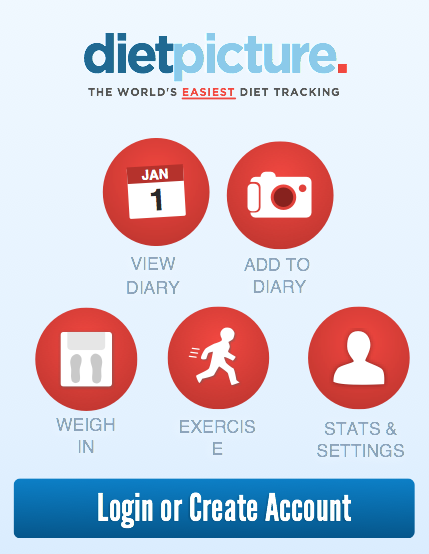 dietpicture.
THE WORLD'S EASIEST DIET TRACKING
JAN
1
VIEW
DIARY
ADD TO
DIARY
WEIGH
IN
EXERCIS
E
STATS &
SETTINGS
Login or Create Account